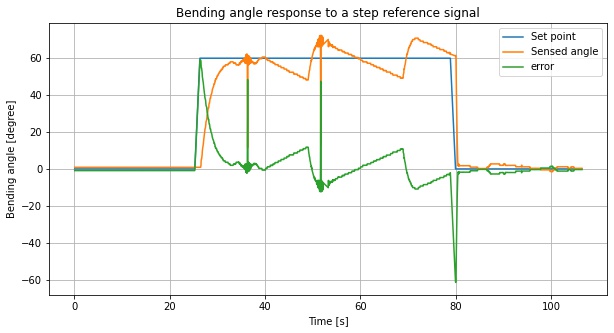 Bending angle response to a step reference signal
Set point
Sensed angle
error
Bending angle [degree]
60
40
20
0
−20
−40
−60
0 20 40 60 80 100
Time [s]